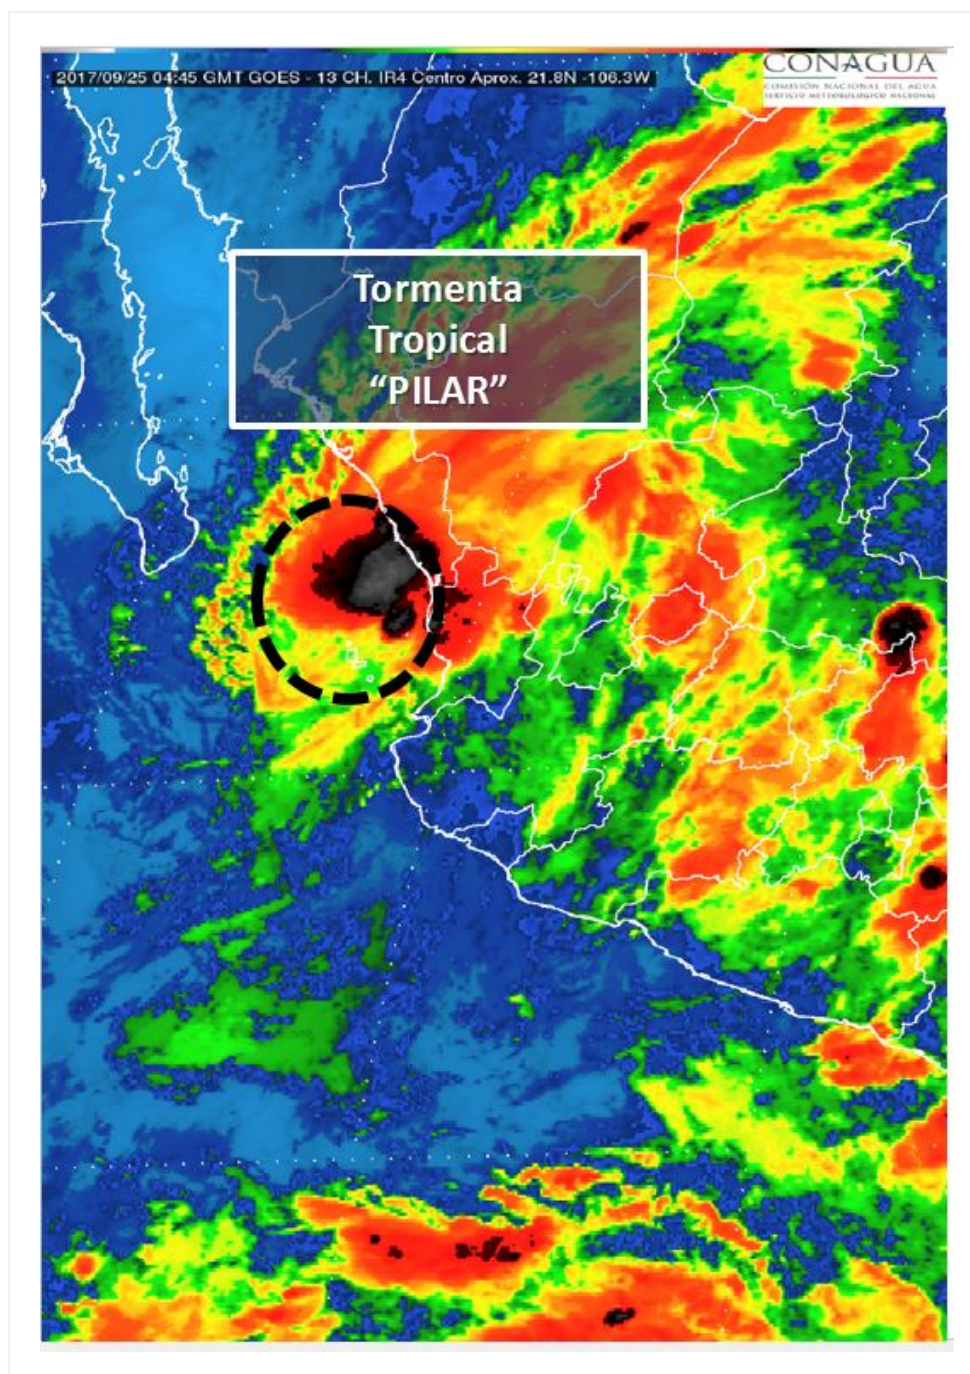 2017/09/25 04:45 GMT GOES - 13 CH. IR4 Centro Aprox. 21.8N -106.3W
CONAGUA
COMISIÓN NACIONAL DEL AGUA
SERVICIO METEOROLÓGICO NACIONAL
Tormenta
Tropical
“PILAR”